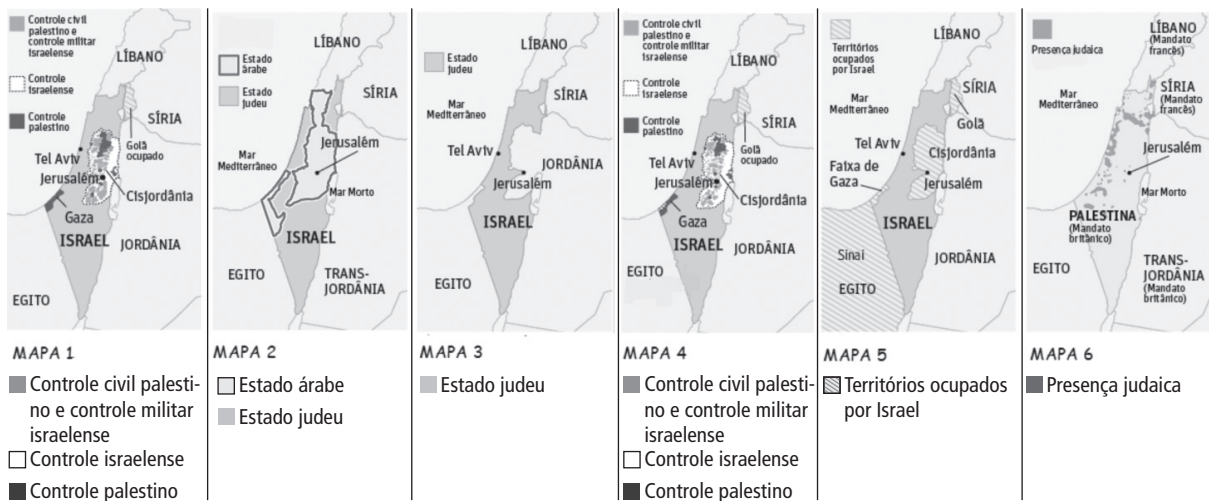 Controle civil
palestino e
controle militar
israelense
Controle
israelense
Controle
palestino
LÍBANO
SÍRIA
Golã
ocupado
Tel Aviv
Jerusalém
Cisjordânia
Gaza
ISRAEL
JORDÂNIA
EGITO
MAPA 1
Controle civil palesti-
no e controle militar
israelense
Controle israelense
Controle palestino
Estado
árabe
Estado
judeu
LÍBANO
SÍRIA
Mar
Mediterrâneo
Jerusalém
Mar Morto
ISRAEL
EGITO
TRANS-
JORDÂNIA
MAPA 2
Estado árabe
Estado judeu
Estado
judeu
LÍBANO
SÍRIA
Mar
Mediterrâneo
Tel Aviv
JORDÂNIA
Jerusalém
ISRAEL
EGITO
MAPA 3
Estado judeu
Controle civil
palestino e
controle militar
israelense
Controle
israelense
Controle
palestino
LÍBANO
SÍRIA
Golã
ocupado
Tel Aviv
Jerusalém
Cisjordânia
Gaza
ISRAEL
JORDÂNIA
EGITO
MAPA 4
Controle civil palesti-
no e controle militar
israelense
Controle israelense
Controle palestino
Territórios
ocupados
por Israel
LÍBANO
SÍRIA
Mar
Mediterrâneo
Golã
Tel Aviv
Cisjordânia
Faixa de
Gaza
Jerusalém
ISRAEL
Sinai
JORDÂNIA
EGITO
MAPA 5
Territórios ocupados
por Israel
Presença judaica
LÍBANO
(Mandato
francês)
SÍRIA
(Mandato
francês)
Mar
Mediterrâneo
Jerusalém
Mar Morto
PALESTINA
(Mandato
britânico)
EGITO
TRANS-
JORDÂNIA
(Mandato
britânico)
MAPA 6
Presença judaica